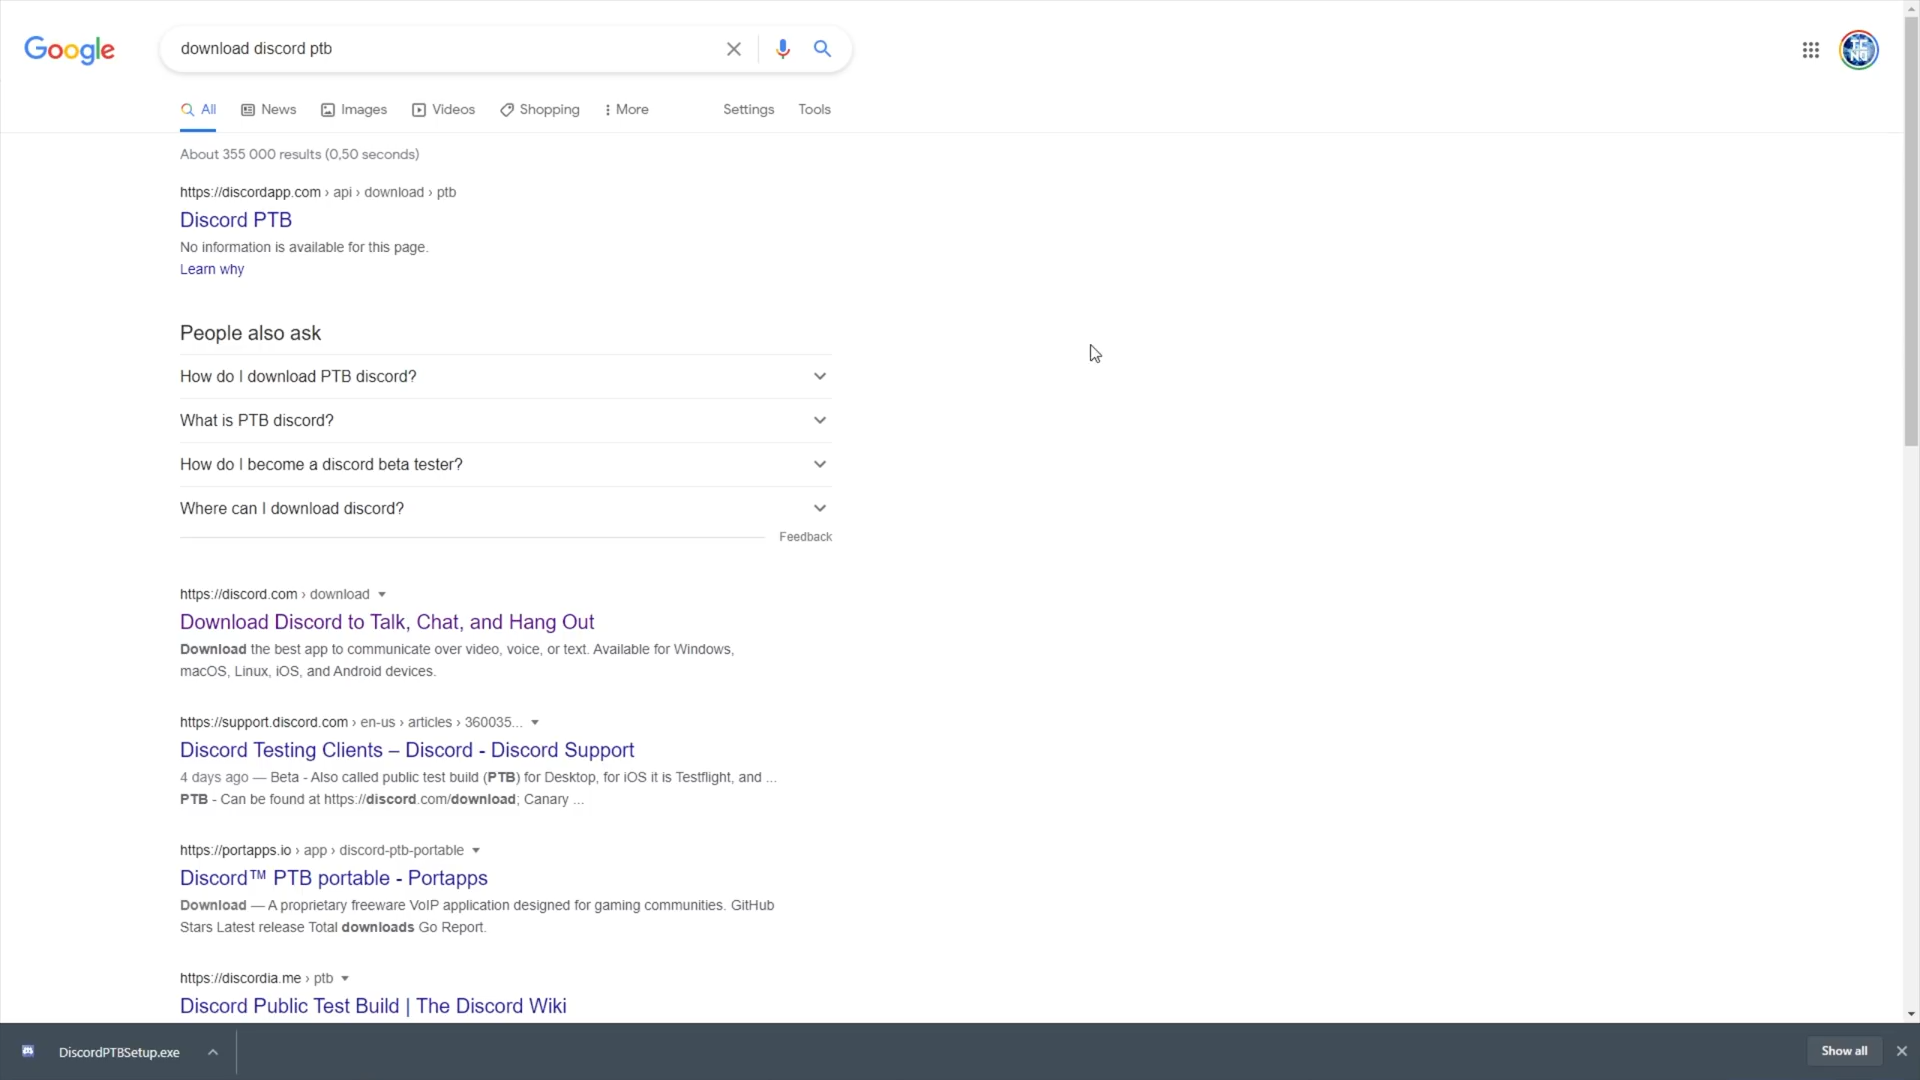 Google
download discord ptb
All
News
Images
Videos
Shopping
More
Settings
Tools
About 355 000 results (0,50 seconds)
https://discordapp.com › api › download › ptb
Discord PTB
No information is available for this page.
Learn why
People also ask
How do I download PTB discord?
What is PTB discord?
How do I become a discord beta tester?
Where can I download discord?
Feedback
https://discord.com › download
Download Discord to Talk, Chat, and Hang Out
Download the best app to communicate over video, voice, or text. Available for Windows,
macOS, Linux, iOS, and Android devices.
https://support.discord.com › en-us › articles › 360035...
Discord Testing Clients – Discord - Discord Support
4 days ago — Beta - Also called public test build (PTB) for Desktop, for iOS it is Testflight, and ...
PTB - Can be found at https://discord.com/download; Canary ...
https://portapps.io › app › discord-ptb-portable
Discord™ PTB portable - Portapps
Download — A proprietary freeware VoIP application designed for gaming communities. GitHub
Stars Latest release Total downloads Go Report.
https://discordia.me › ptb
Discord Public Test Build | The Discord Wiki
DiscordPTBSetup.exe
Show all